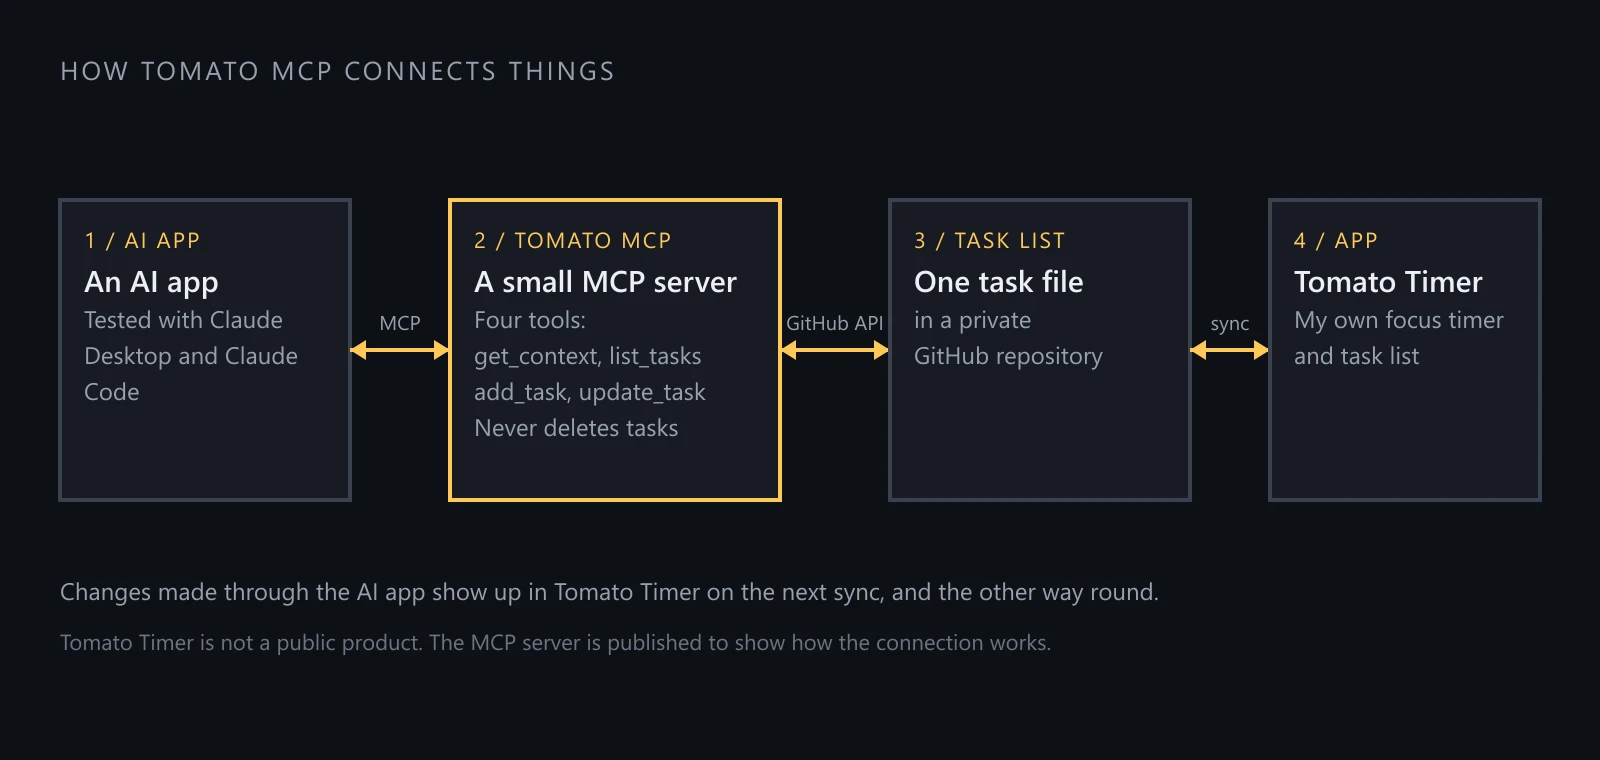 HOW TOMATO MCP CONNECTS THINGS
1 / AI APP
An AI app
Tested with Claude
Desktop and Claude
Code
MCP
2 / TOMATO MCP
A small MCP server
Four tools:
get_context, list_tasks
add_task, update_task
Never deletes tasks
GitHub API
3 / TASK LIST
One task file
in a private
GitHub repository
sync
4 / APP
Tomato Timer
My own focus timer
and task list
Changes made through the AI app show up in Tomato Timer on the next sync, and the other way round.
Tomato Timer is not a public product. The MCP server is published to show how the connection works.